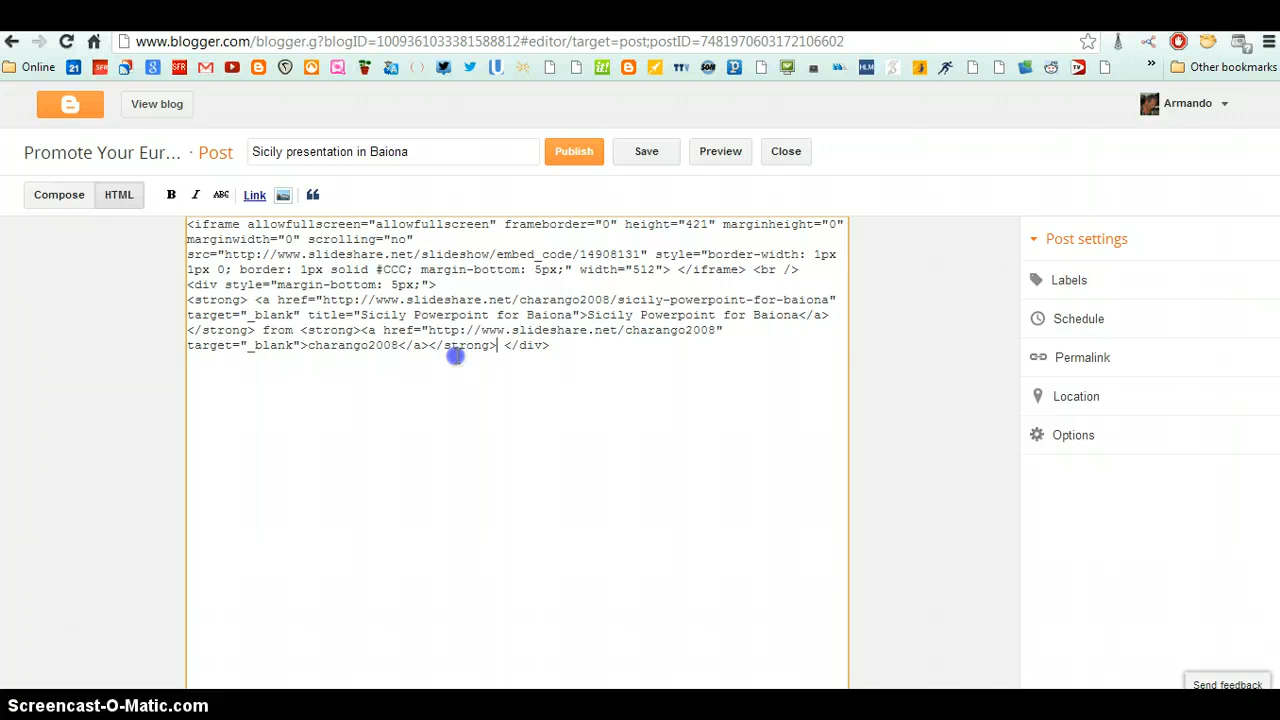 www.blogger.com/blogger.g?blogID=1009361033381588812#editor/target=post;postID=7481970603172106602
Online
Other bookmarks
View blog
Armando
Promote Your Eur... · Post
Sicily presentation in Baiona
Publish
Save
Preview
Close
Compose
HTML
B I ABC Link
<iframe allowfullscreen="allowfullscreen" frameborder="0" height="421" marginheight="0"
marginwidth="0" scrolling="no"
src="http://www.slideshare.net/slideshow/embed_code/14908131" style="border-width: 1px
1px 0; border: 1px solid #CCC; margin-bottom: 5px;" width="512"> </iframe> <br />
<div style="margin-bottom: 5px;">
<strong> <a href="http://www.slideshare.net/charango2008/sicily-powerpoint-for-baiona"
target="_blank" title="Sicily Powerpoint for Baiona">Sicily Powerpoint for Baiona</a>
</strong> from <strong><a href="http://www.slideshare.net/charango2008"
target="_blank">charango2008</a></strong> </div>
Post settings
Labels
Schedule
Permalink
Location
Options
Send feedback
Screencast-O-Matic.com